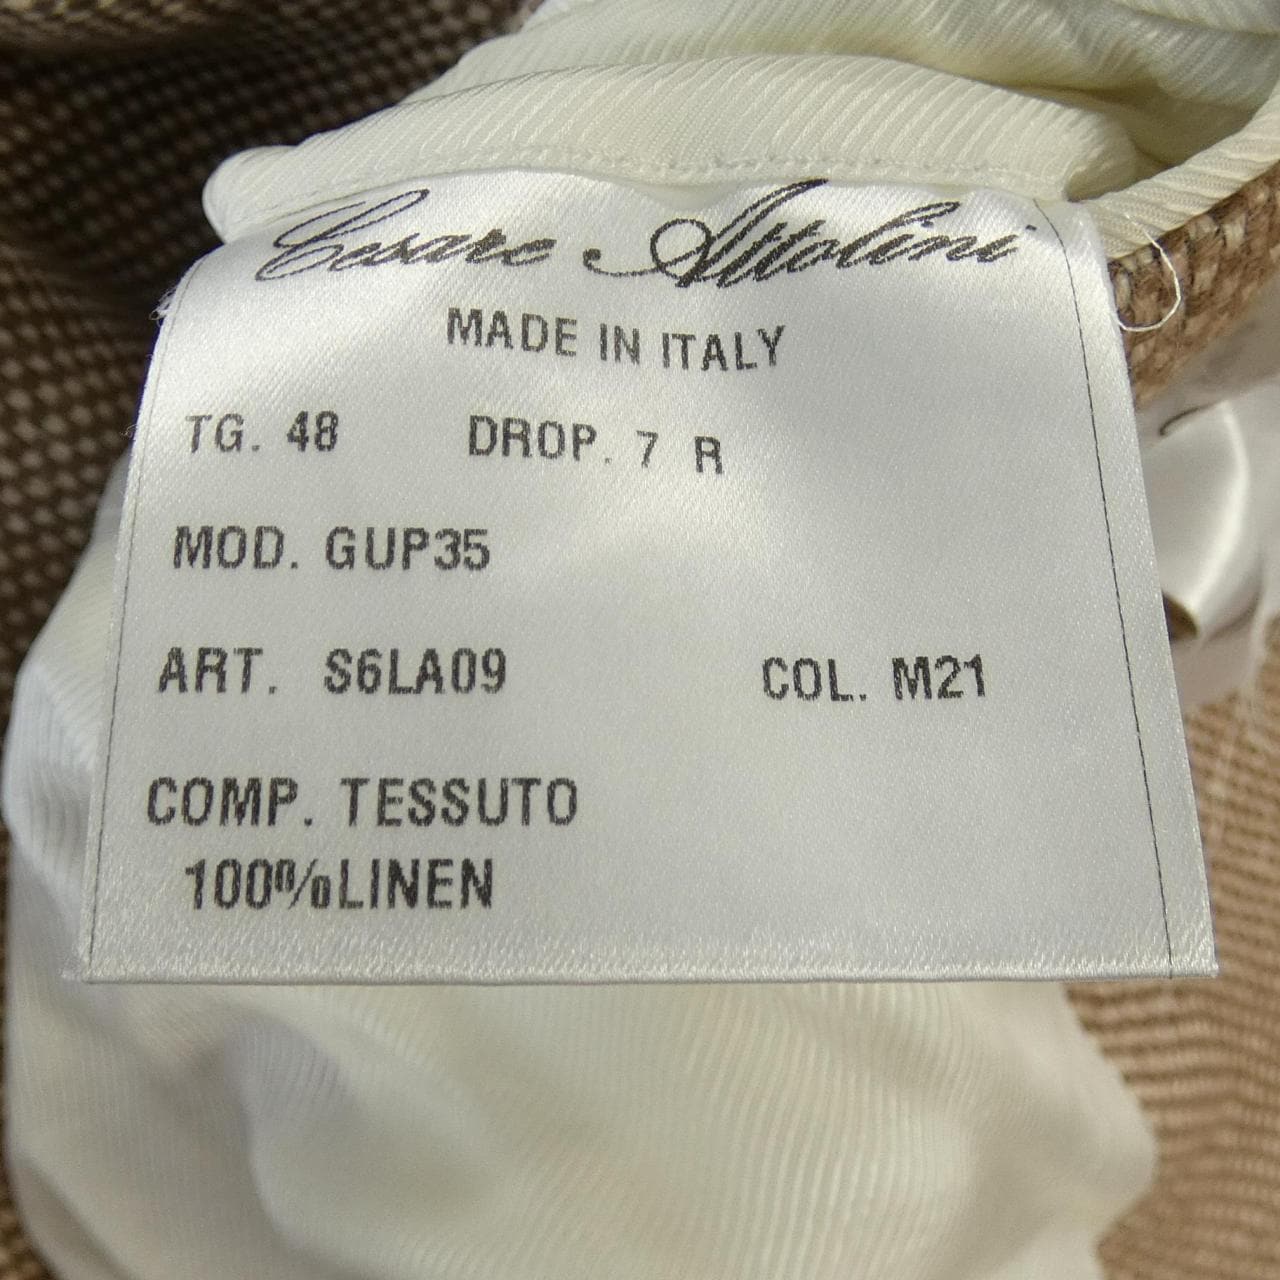 Cesare Attolini
MADE IN ITALY
TG. 48 DROP. 7 R
MOD. GUP35
ART. S6LA09 COL. M21
COMP. TESSUTO
100%LINEN